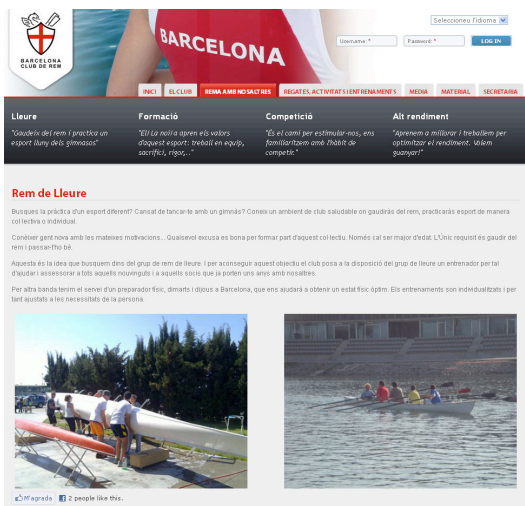 Seleccioneu l'idioma
BARCELONA
Username: *
Password: *
LOG IN
BARCELONA
CLUB DE REM
INICI
EL CLUB
REMA AMB NOSALTRES
REGATES, ACTIVITATS I ENTRENAMENTS
MEDIA
MATERIAL
SECRETARIA
Lleure
"Gaudeix del rem i practica un
esport lluny dels gimnasos"
Formació
"El/ La noi/a apren els valors
d'aquest esport: treball en equip,
sacrifici, rigor,.."
Competició
"És el camí per estimular-nos, ens
familiaritzem amb l'hàbit de
competir."
Alt rendiment
"Aprenem a millorar i treballem per
optimitzar el rendiment. Volem
guanyar!"
Rem de Lleure
Busques la pràctica d'un esport diferent? Cansat de tancar-te amb un gimnàs? Coneix un ambient de club saludable on gaudiràs del rem, practicaràs esport de manera
col·lectiva o individual.
Conèixer gent nova amb les mateixes motivacions... Qualsevol excusa es bona per formar part d'aquest col·lectiu. Només cal ser major d'edat. L'Únic requisit és gaudir del
rem i passar-t'ho bé.
Aquesta és la idea que busquem dins del grup de rem de lleure. I per aconseguir aquest objectiu el club posa a la disposició del grup de lleure un entrenador per tal
d'ajudar i assessorar a tots aquells nouvinguts i a aquells socis que ja porten uns anys amb nosaltres.
Per altra banda tenim el servei d'un preparador físic, dimarts i dijous a Barcelona, que ens ajudarà a obtenir un estat físic òptim. Els entrenaments son individualitzats i per
tant ajustats a les necessitats de la persona.
M'agrada
2 people like this.